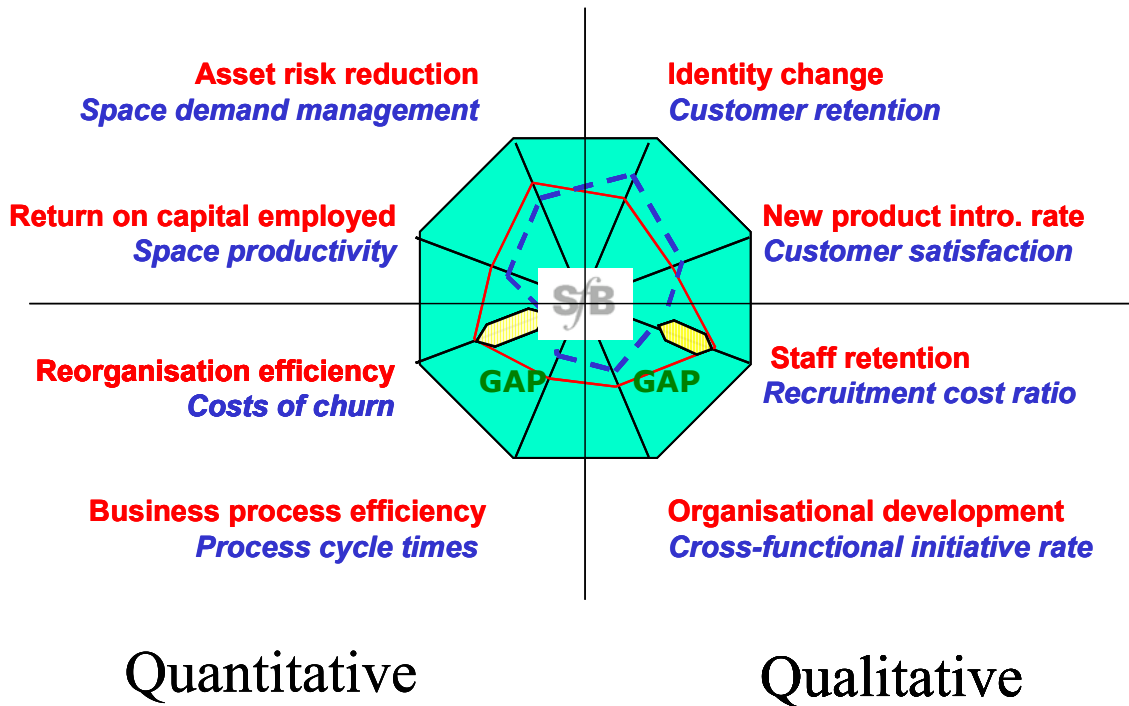 Asset risk reduction
Space demand management
Identity change
Customer retention
Return on capital employed
Space productivity
New product intro. rate
Customer satisfaction
SfB
Reorganisation efficiency
Costs of churn
GAP
GAP
Staff retention
Recruitment cost ratio
Business process efficiency
Process cycle times
Organisational development
Cross-functional initiative rate
Quantitative
Qualitative